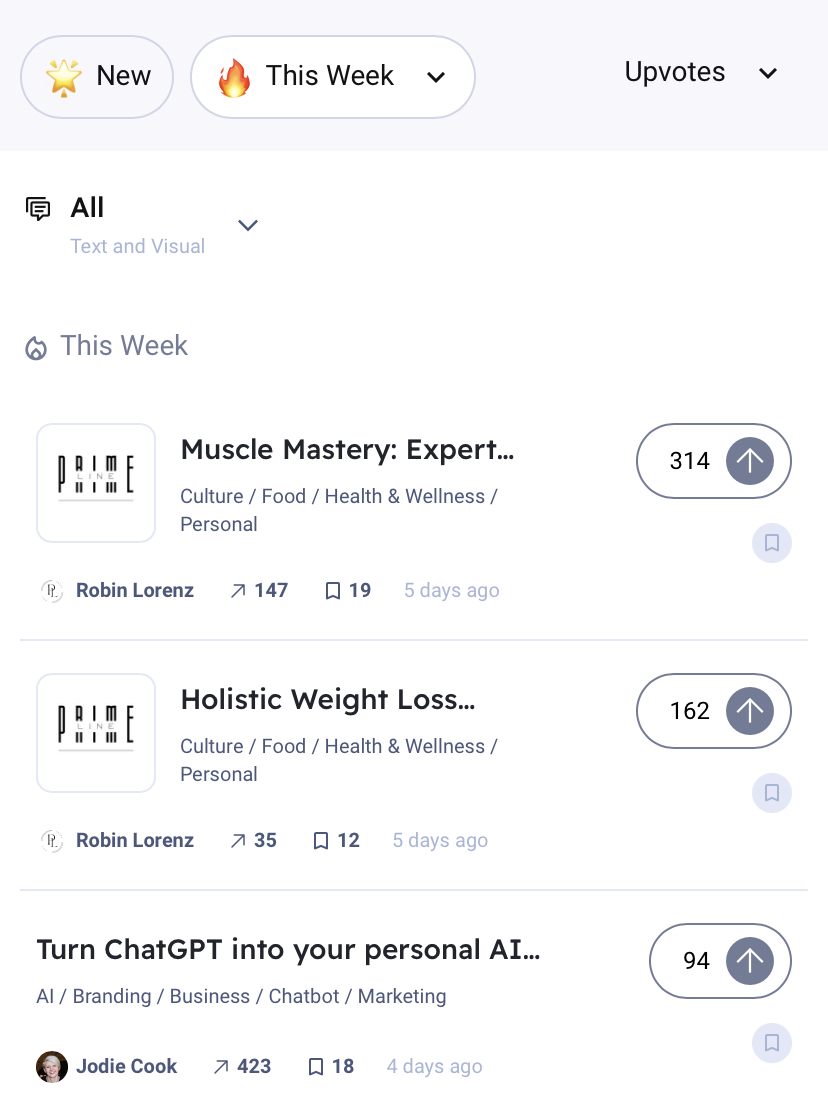 New
This Week
Upvotes
All
Text and Visual
This Week
PRIME
LINE
Muscle Mastery: Expert...
314
Culture / Food / Health & Wellness /
Personal
Robin Lorenz 147 19 5 days ago
PRIME
LINE
Holistic Weight Loss...
162
Culture / Food / Health & Wellness /
Personal
Robin Lorenz 35 12 5 days ago
Turn ChatGPT into your personal AI...
94
AI / Branding / Business / Chatbot / Marketing
Jodie Cook 423 18 4 days ago